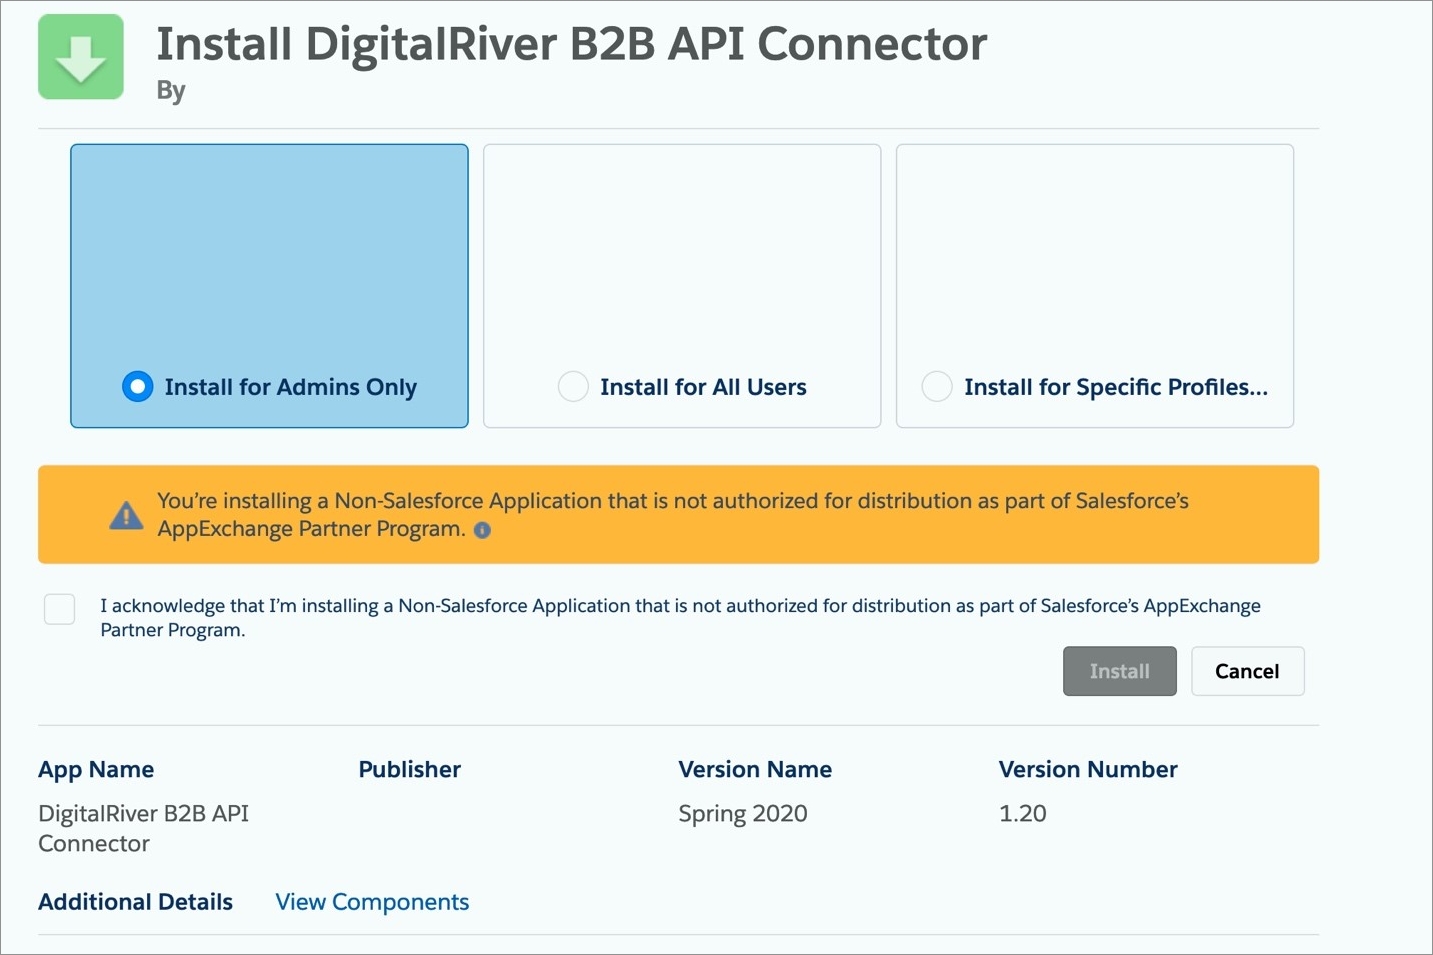 Install DigitalRiver B2B API Connector
By
Install for Admins Only
Install for All Users
Install for Specific Profiles...
You’re installing a Non-Salesforce Application that is not authorized for distribution as part of Salesforce’s
AppExchange Partner Program.
I acknowledge that I’m installing a Non-Salesforce Application that is not authorized for distribution as part of Salesforce’s AppExchange
Partner Program.
Install
Cancel
App Name
Publisher
Version Name
Version Number
DigitalRiver B2B API
Connector
Spring 2020
1.20
Additional Details
View Components